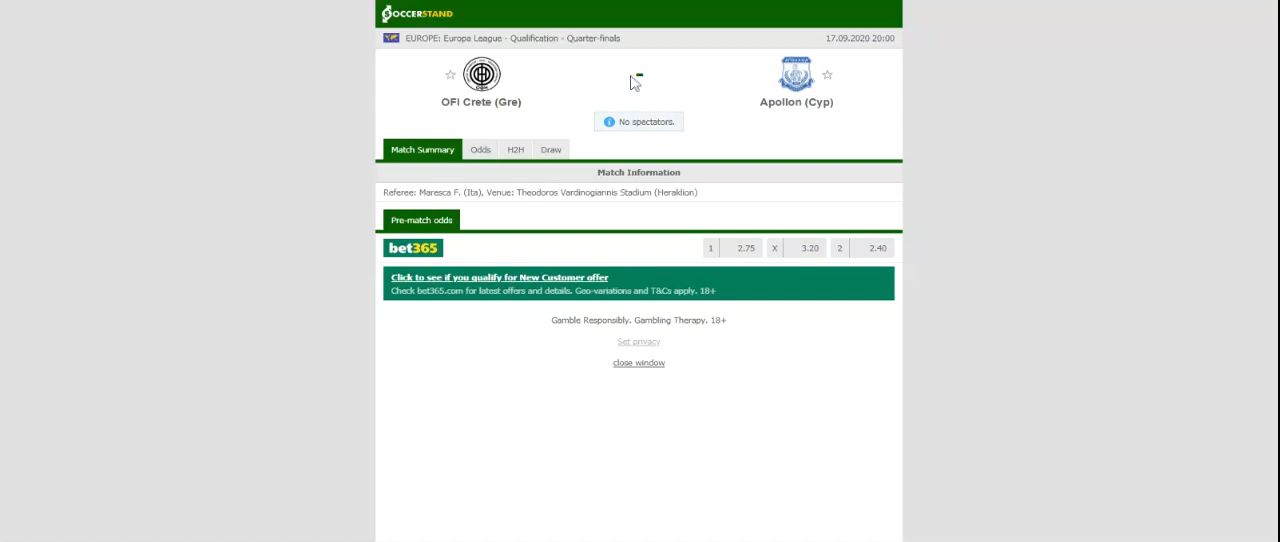 SOCCERSTAND
EUROPE: Europa League - Qualification - Quarter-finals 17.09.2020 20:00
OFI Crete (Gre) - Apollon (Cyp)
No spectators.
Match Summary Odds H2H Draw
Match Information
Referee: Maresca F. (Ita), Venue: Theodoros Vardinogiannis Stadium (Heraklion)
Pre-match odds
bet365 1 2.75 X 3.20 2 2.40
Click to see if you qualify for New Customer offer
Check bet365.com for latest offers and details. Geo-variations and T&Cs apply. 18+
Gamble Responsibly. Gambling Therapy. 18+
Set privacy
close window